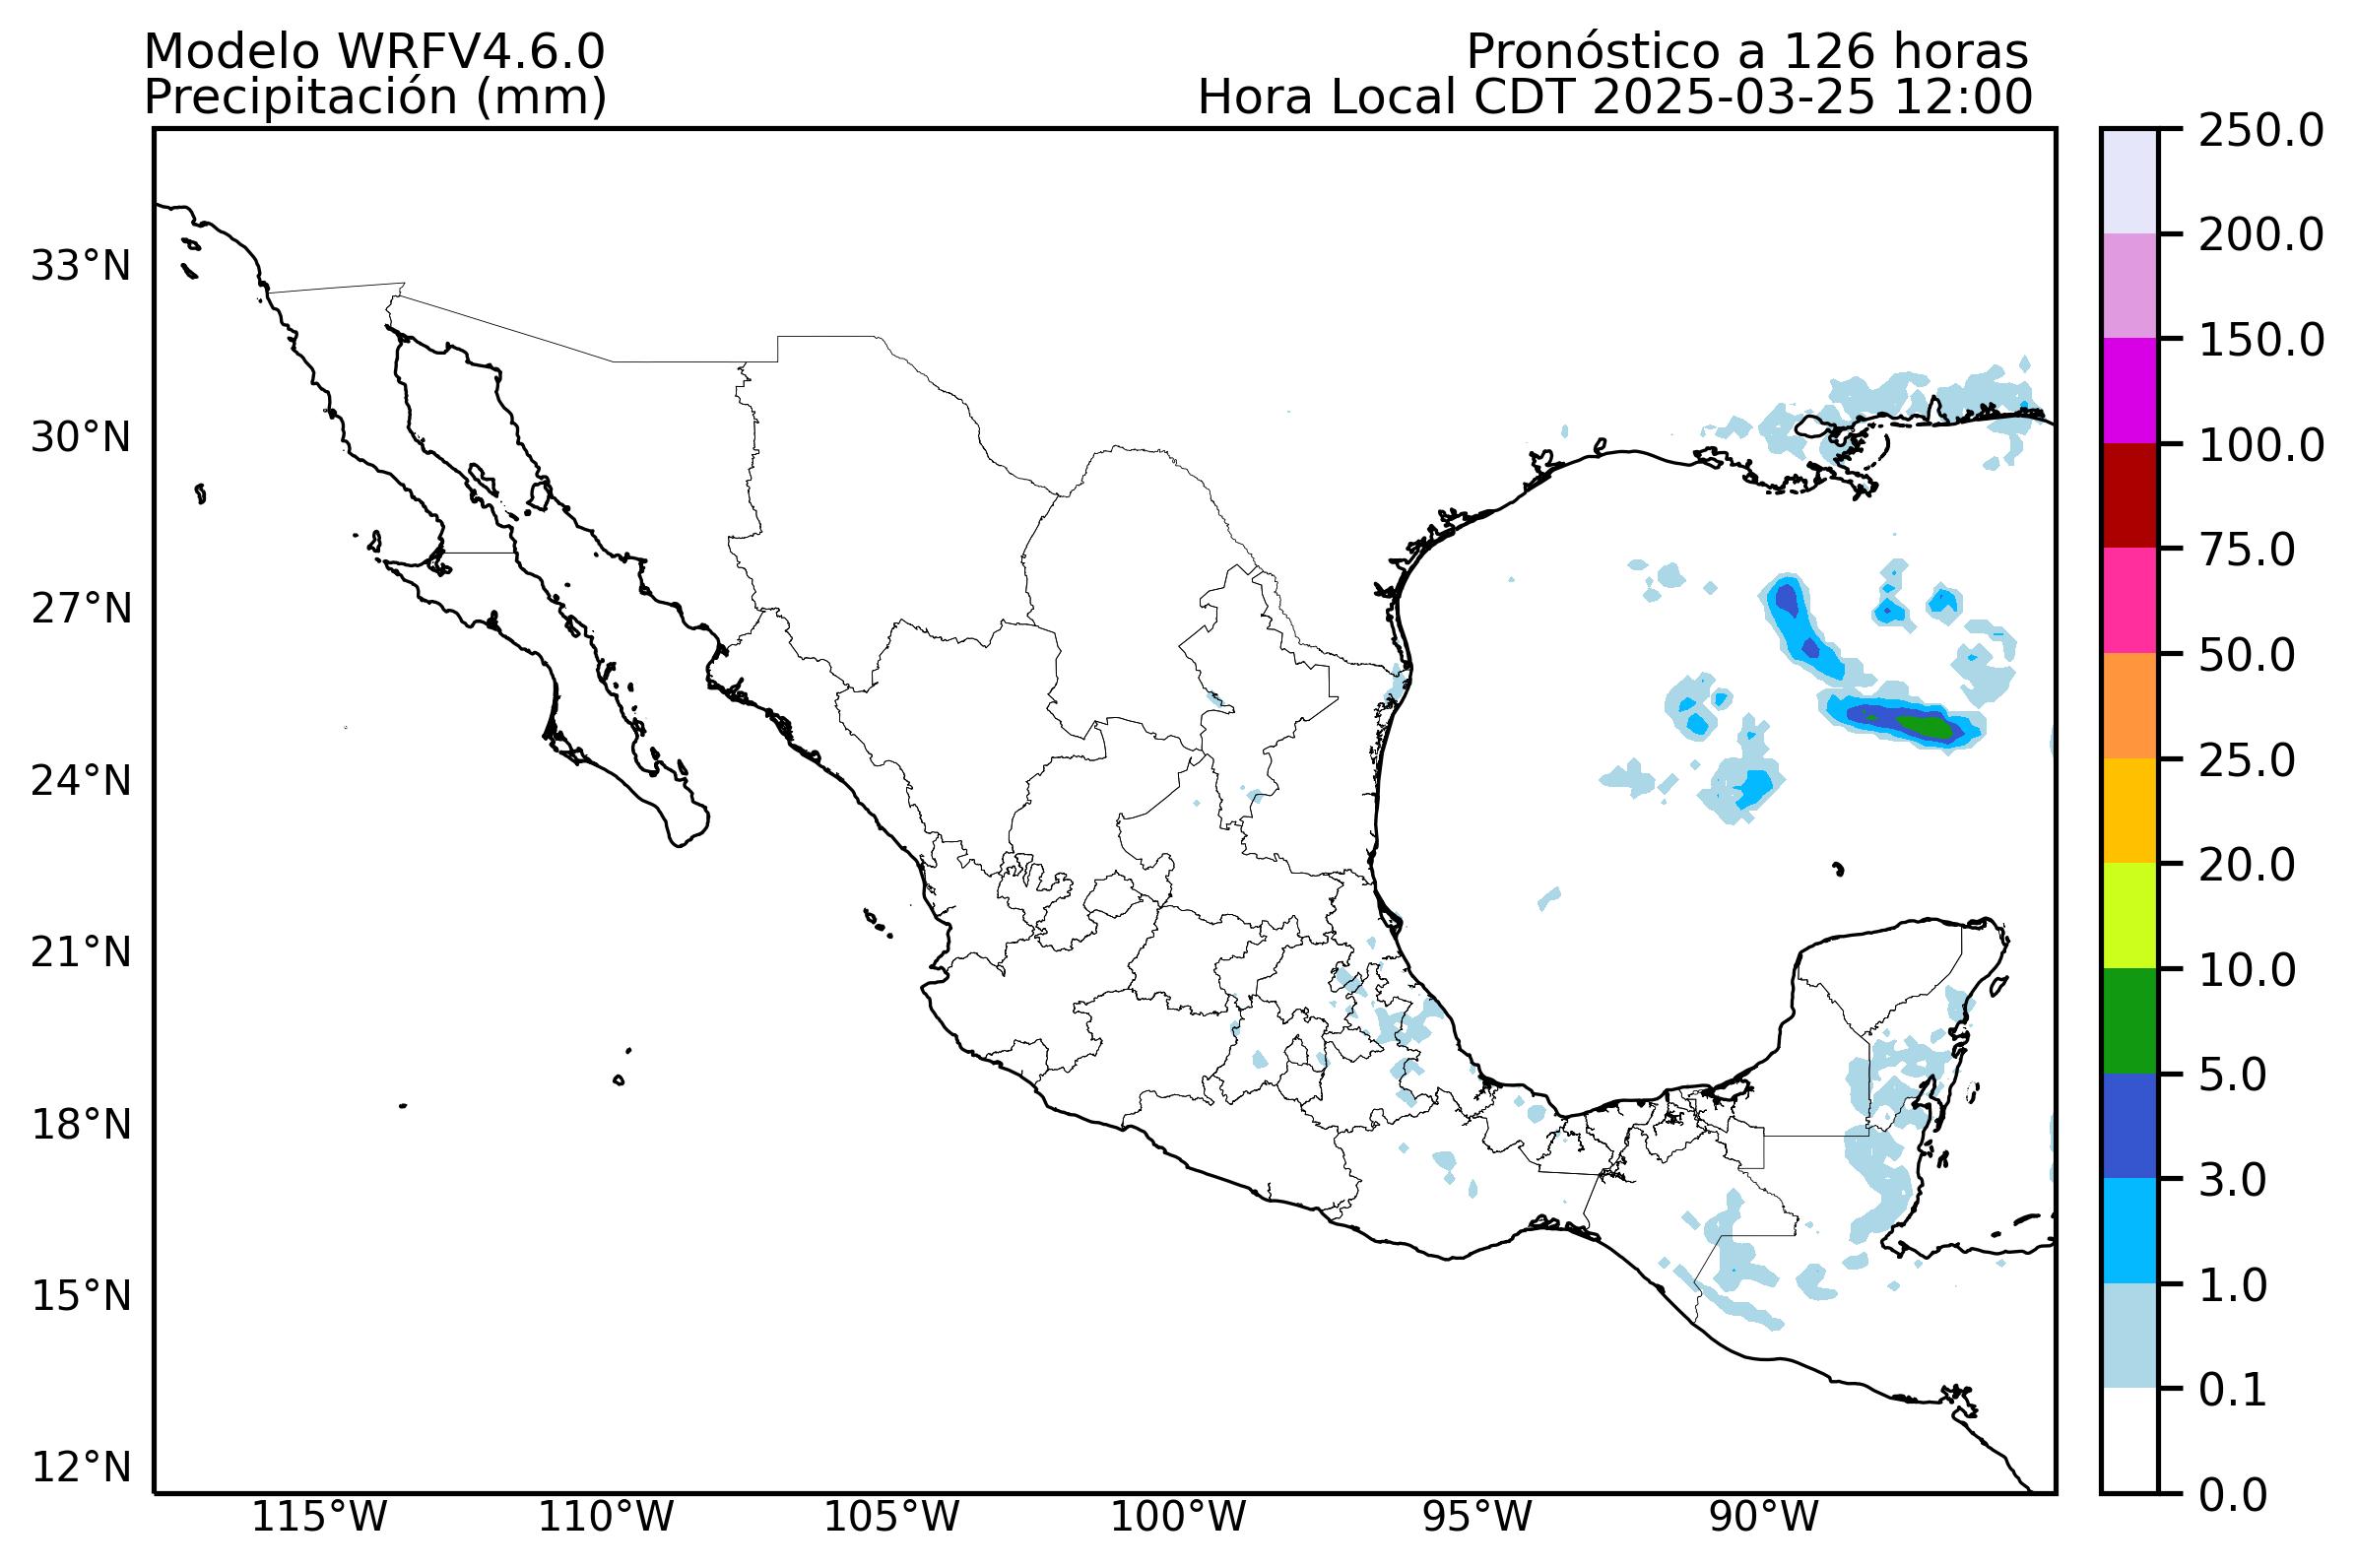 Modelo WRFV4.6.0
Precipitación (mm)
Pronóstico a 126 horas
Hora Local CDT 2025-03-25 12:00
33°N
30°N
27°N
24°N
21°N
18°N
15°N
12°N
115°W
110°W
105°W
100°W
95°W
90°W
250.0
200.0
150.0
100.0
75.0
50.0
25.0
20.0
10.0
5.0
3.0
1.0
0.1
0.0